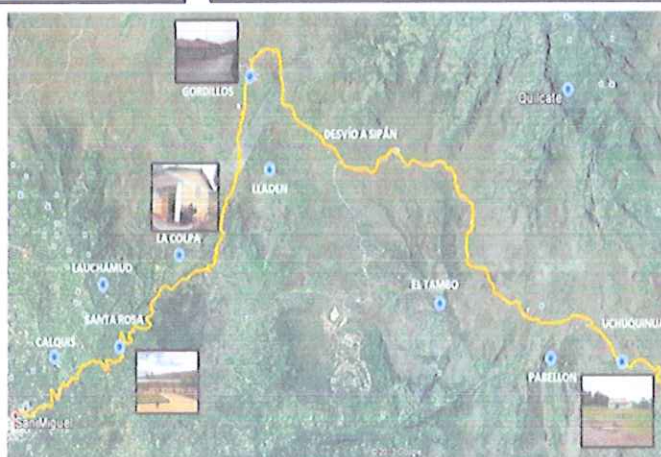 GORDILLOS
Quilcate
DESVÍO A SIPÁN
LLADEN
LA COLPA
LAUCHAMUD
EL TAMBO
SANTA ROSA
UCHUQUINUA
CALQUIS
PABELLON
San Miguel